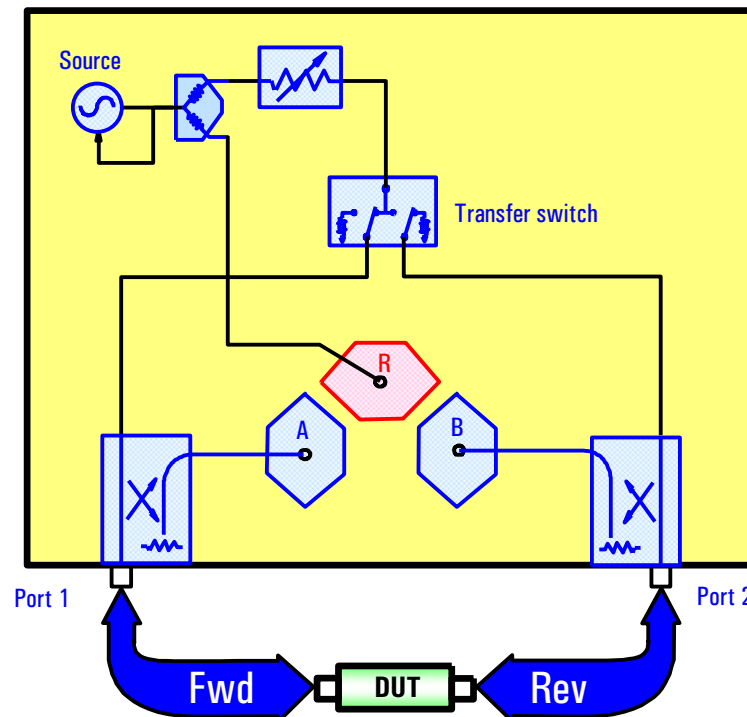 Source
Transfer switch
R
A
B
Port 1
Port 2
Fwd
DUT
Rev